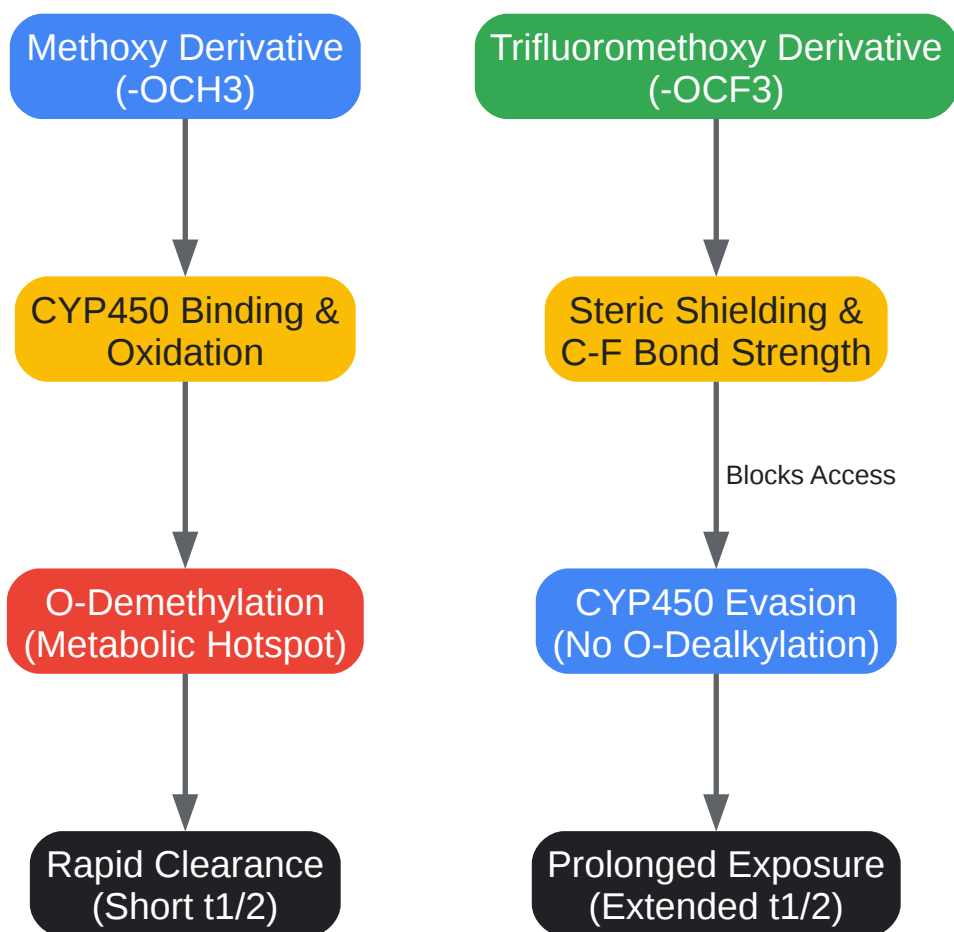 Methoxy Derivative
(-OCH3)
Trifluoromethoxy Derivative
(-OCF3)
CYP450 Binding &
Oxidation
Steric Shielding &
C-F Bond Strength
Blocks Access
O-Demethylation
(Metabolic Hotspot)
CYP450 Evasion
(No O-Dealkylation)
Rapid Clearance
(Short t1/2)
Prolonged Exposure
(Extended t1/2)